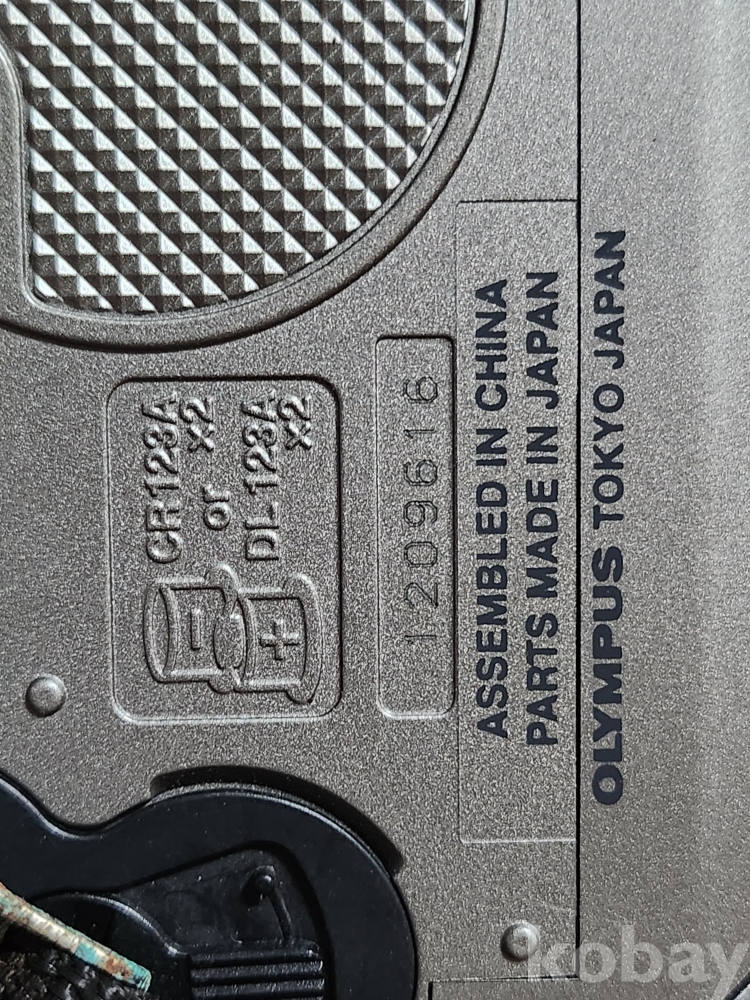 CR123A
x2
or
DL123A
x2
− 
+
1209616
ASSEMBLED IN CHINA
PARTS MADE IN JAPAN
OLYMPUS TOKYO JAPAN
kobay